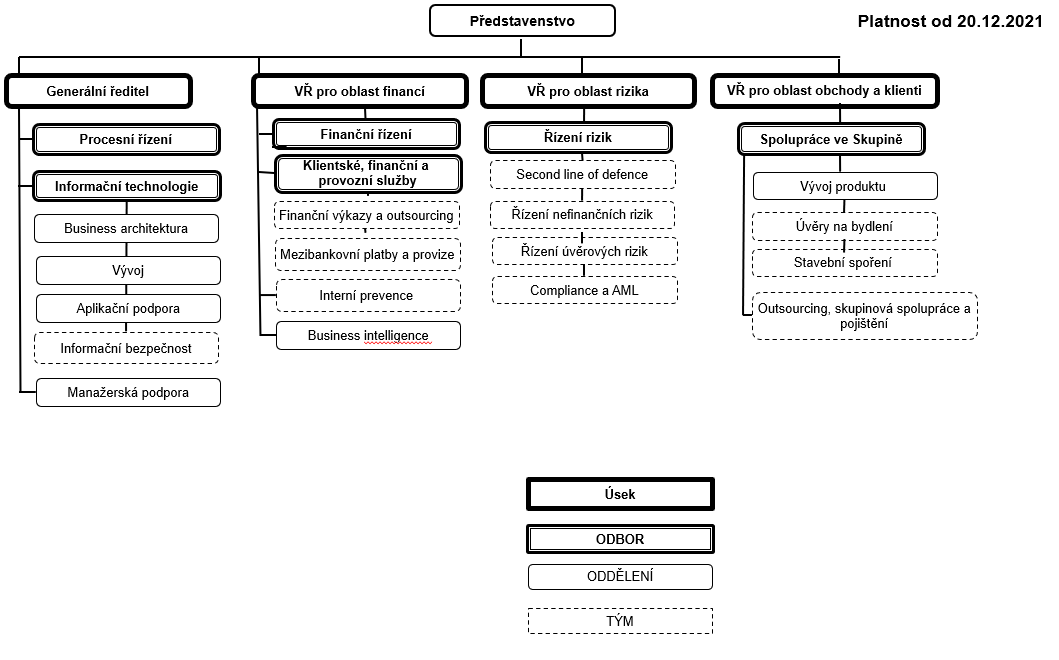 Představenstvo
Platnost od 20.12.2021
Generální ředitel
Procesní řízení
Informační technologie
Business architektura
Vývoj
Aplikační podpora
Informační bezpečnost
Manažerská podpora
VŘ pro oblast financí
Finanční řízení
Klientské, finanční a
provozní služby
Finanční výkazy a outsourcing
Mezibankovní platby a provize
Interní prevence
Business intelligence
VŘ pro oblast rizika
Řízení rizik
Second line of defence
Řízení nefinančních rizik
Řízení úvěrových rizik
Compliance a AML
VŘ pro oblast obchody a klienti
Spolupráce ve Skupině
Vývoj produktu
Úvěry na bydlení
Stavební spoření
Outsourcing, skupinová spolupráce a
pojištění
Úsek
ODBOR
ODDĚLENÍ
TÝM